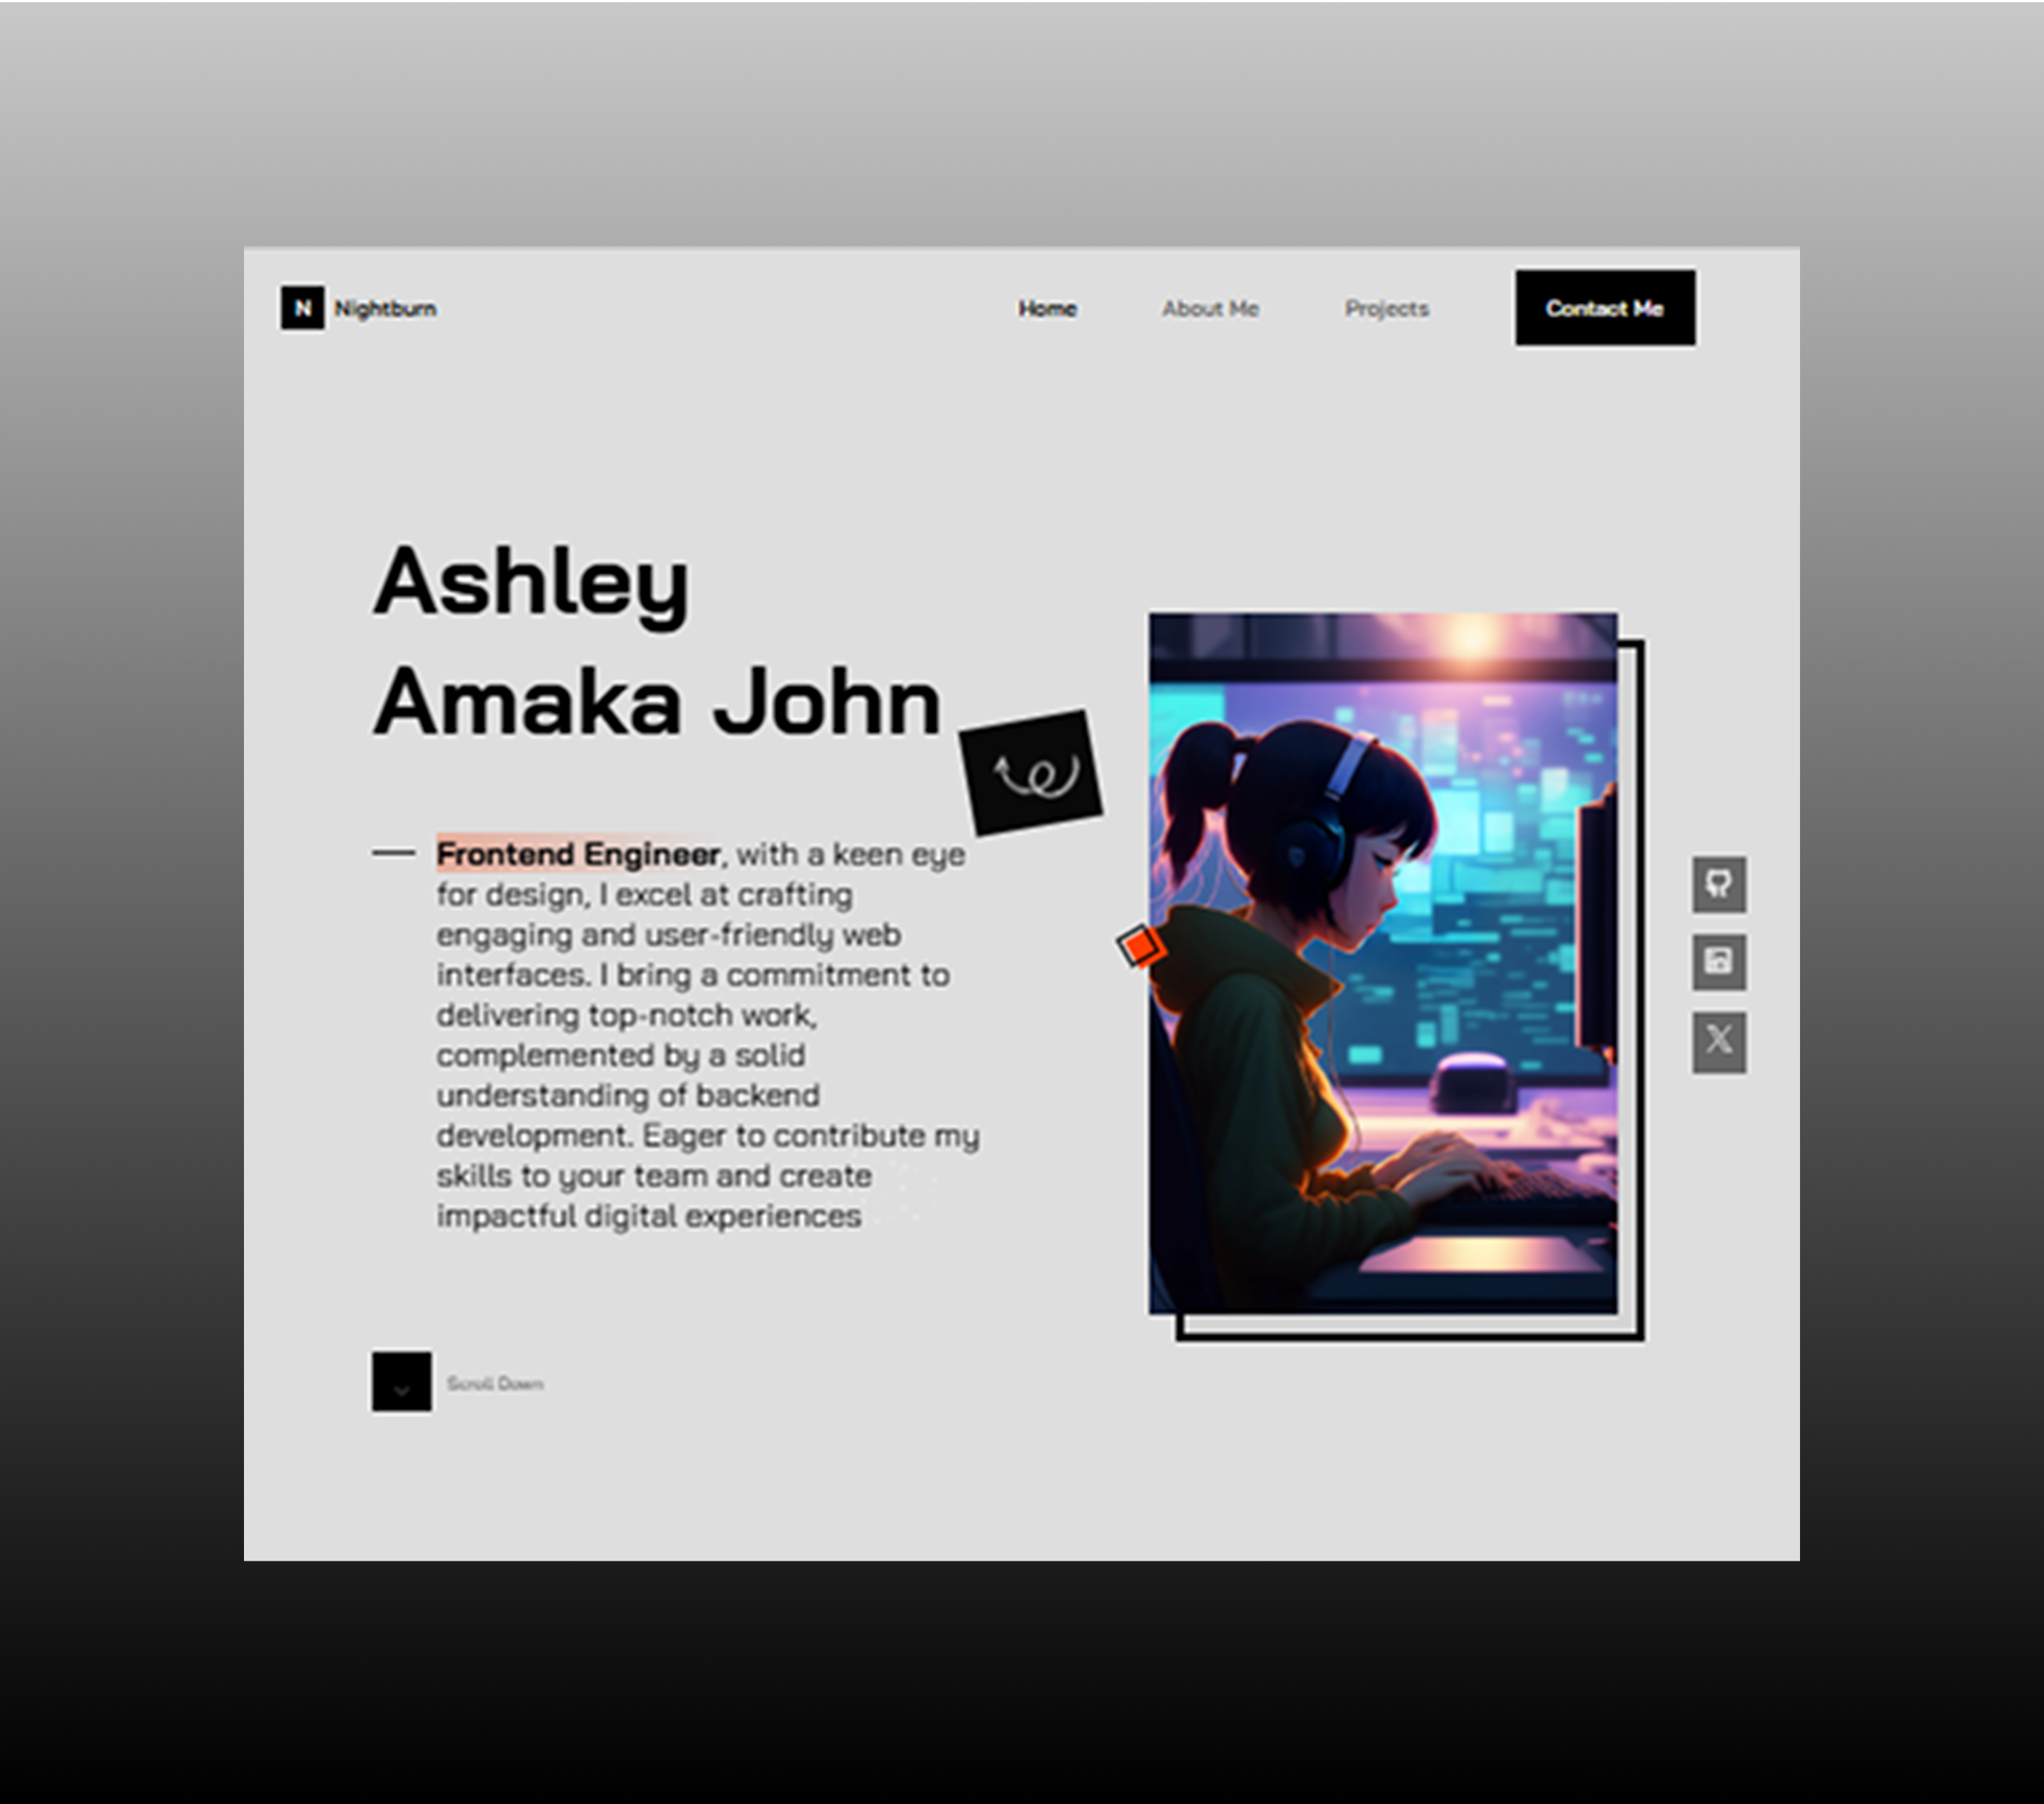 N Nightburn
Home About Me Projects Contact Me
Ashley
Amaka John
Frontend Engineer, with a keen eye
for design, I excel at crafting
engaging and user-friendly web
interfaces. I bring a commitment to
delivering top-notch work,
complemented by a solid
understanding of backend
development. Eager to contribute my
skills to your team and create
impactful digital experiences
Scroll Down